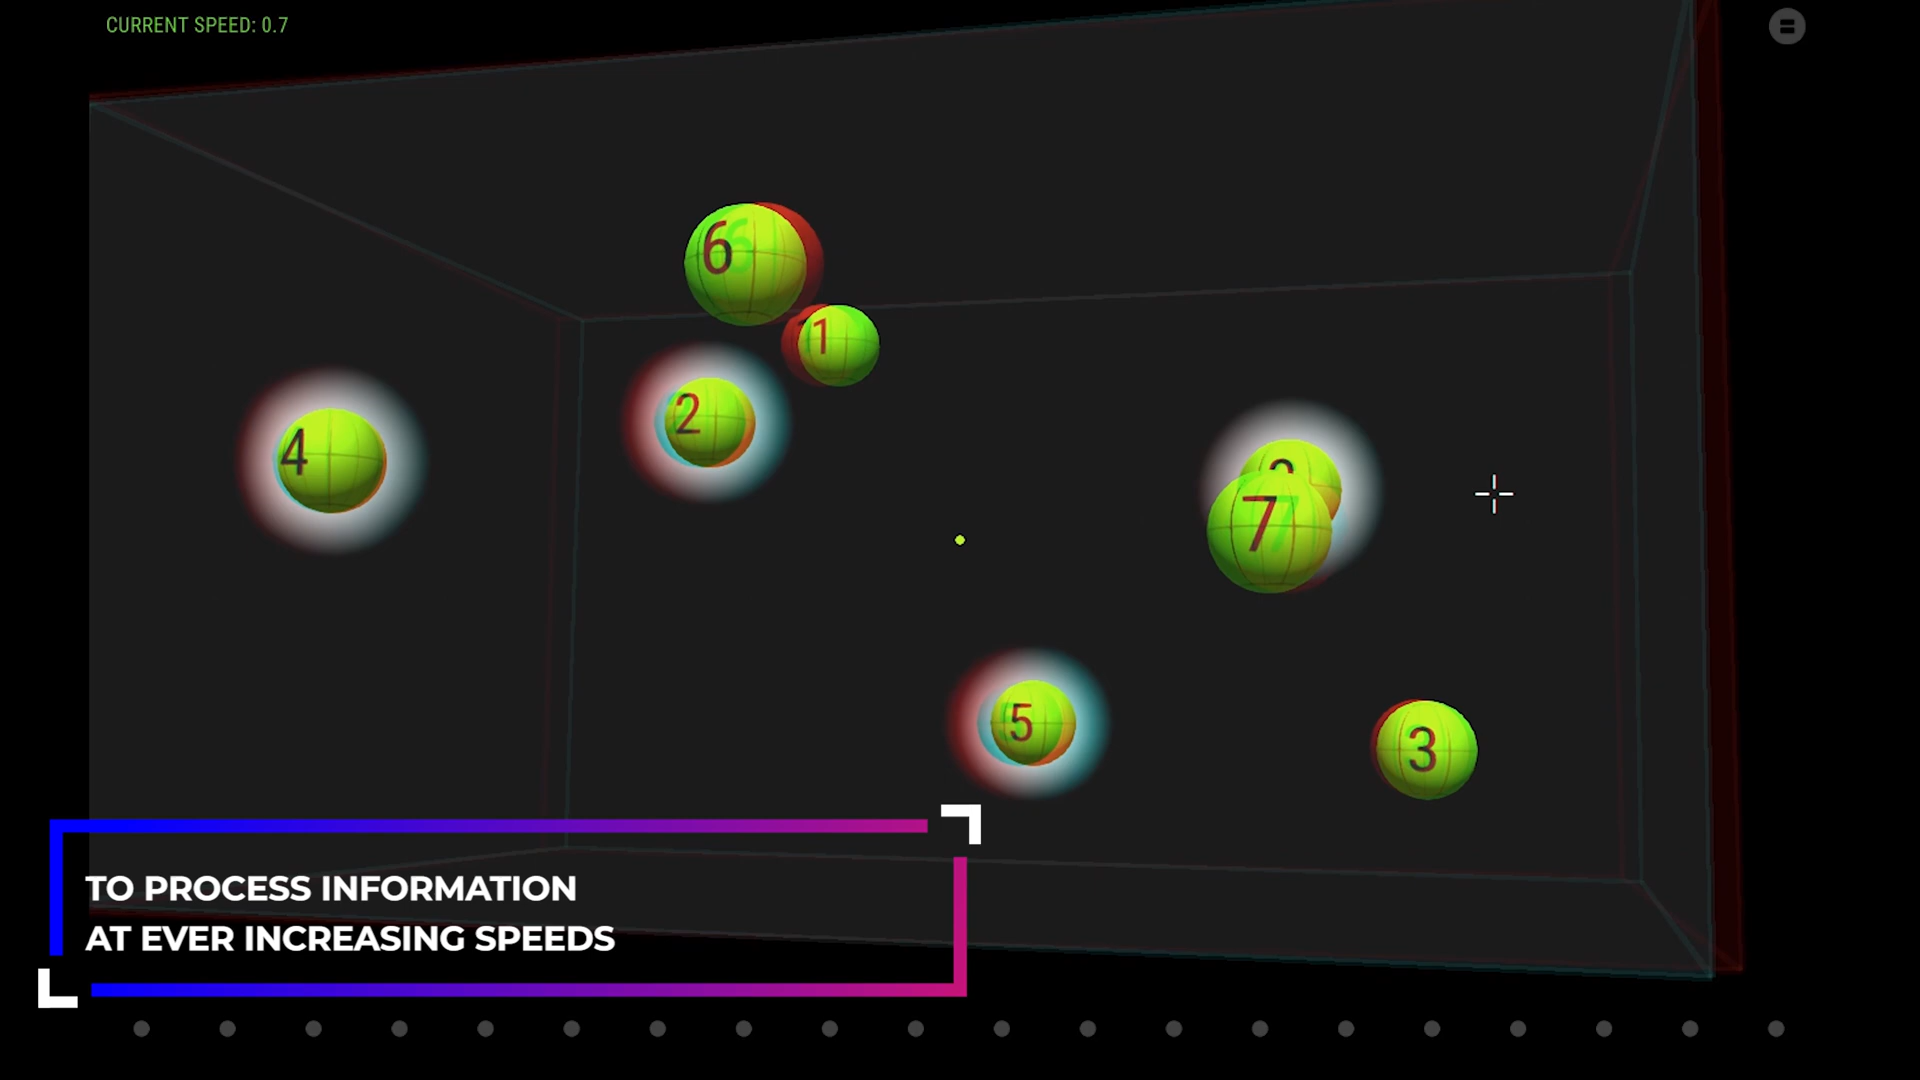 CURRENT SPEED: 0.7
6
1
2
4
7
5
3
TO PROCESS INFORMATION
AT EVER INCREASING SPEEDS